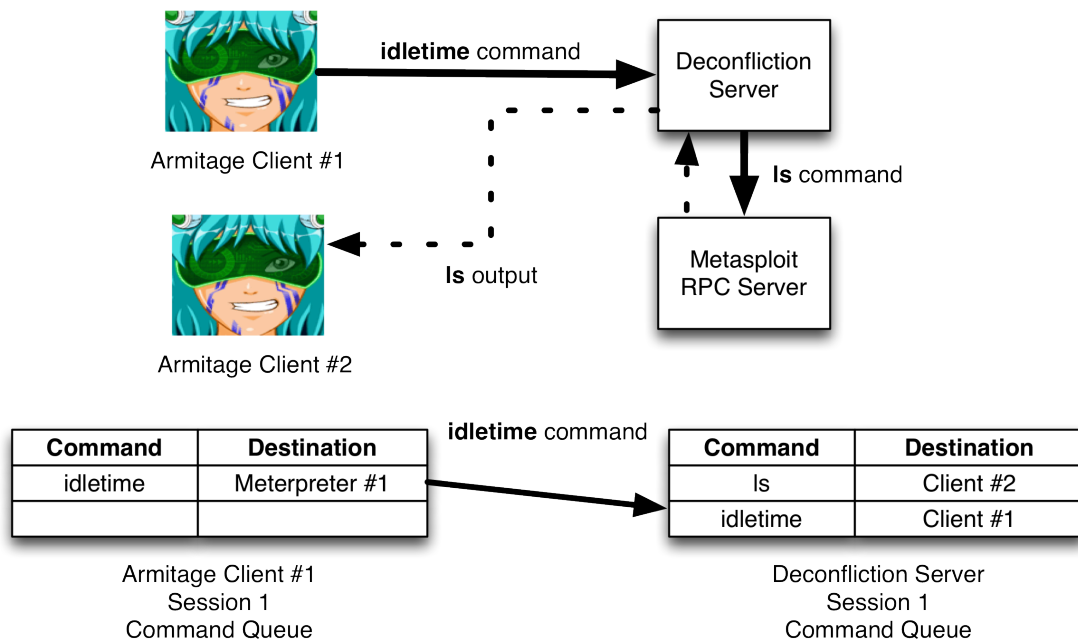 idletime command
Deconfliction
Server
Armitage Client #1
ls command
Metasploit
RPC Server
ls output
Armitage Client #2
idletime command
Command Destination
idletime Meterpreter #1
Command Destination
ls Client #2
idletime Client #1
Armitage Client #1
Session 1
Command Queue
Deconfliction Server
Session 1
Command Queue